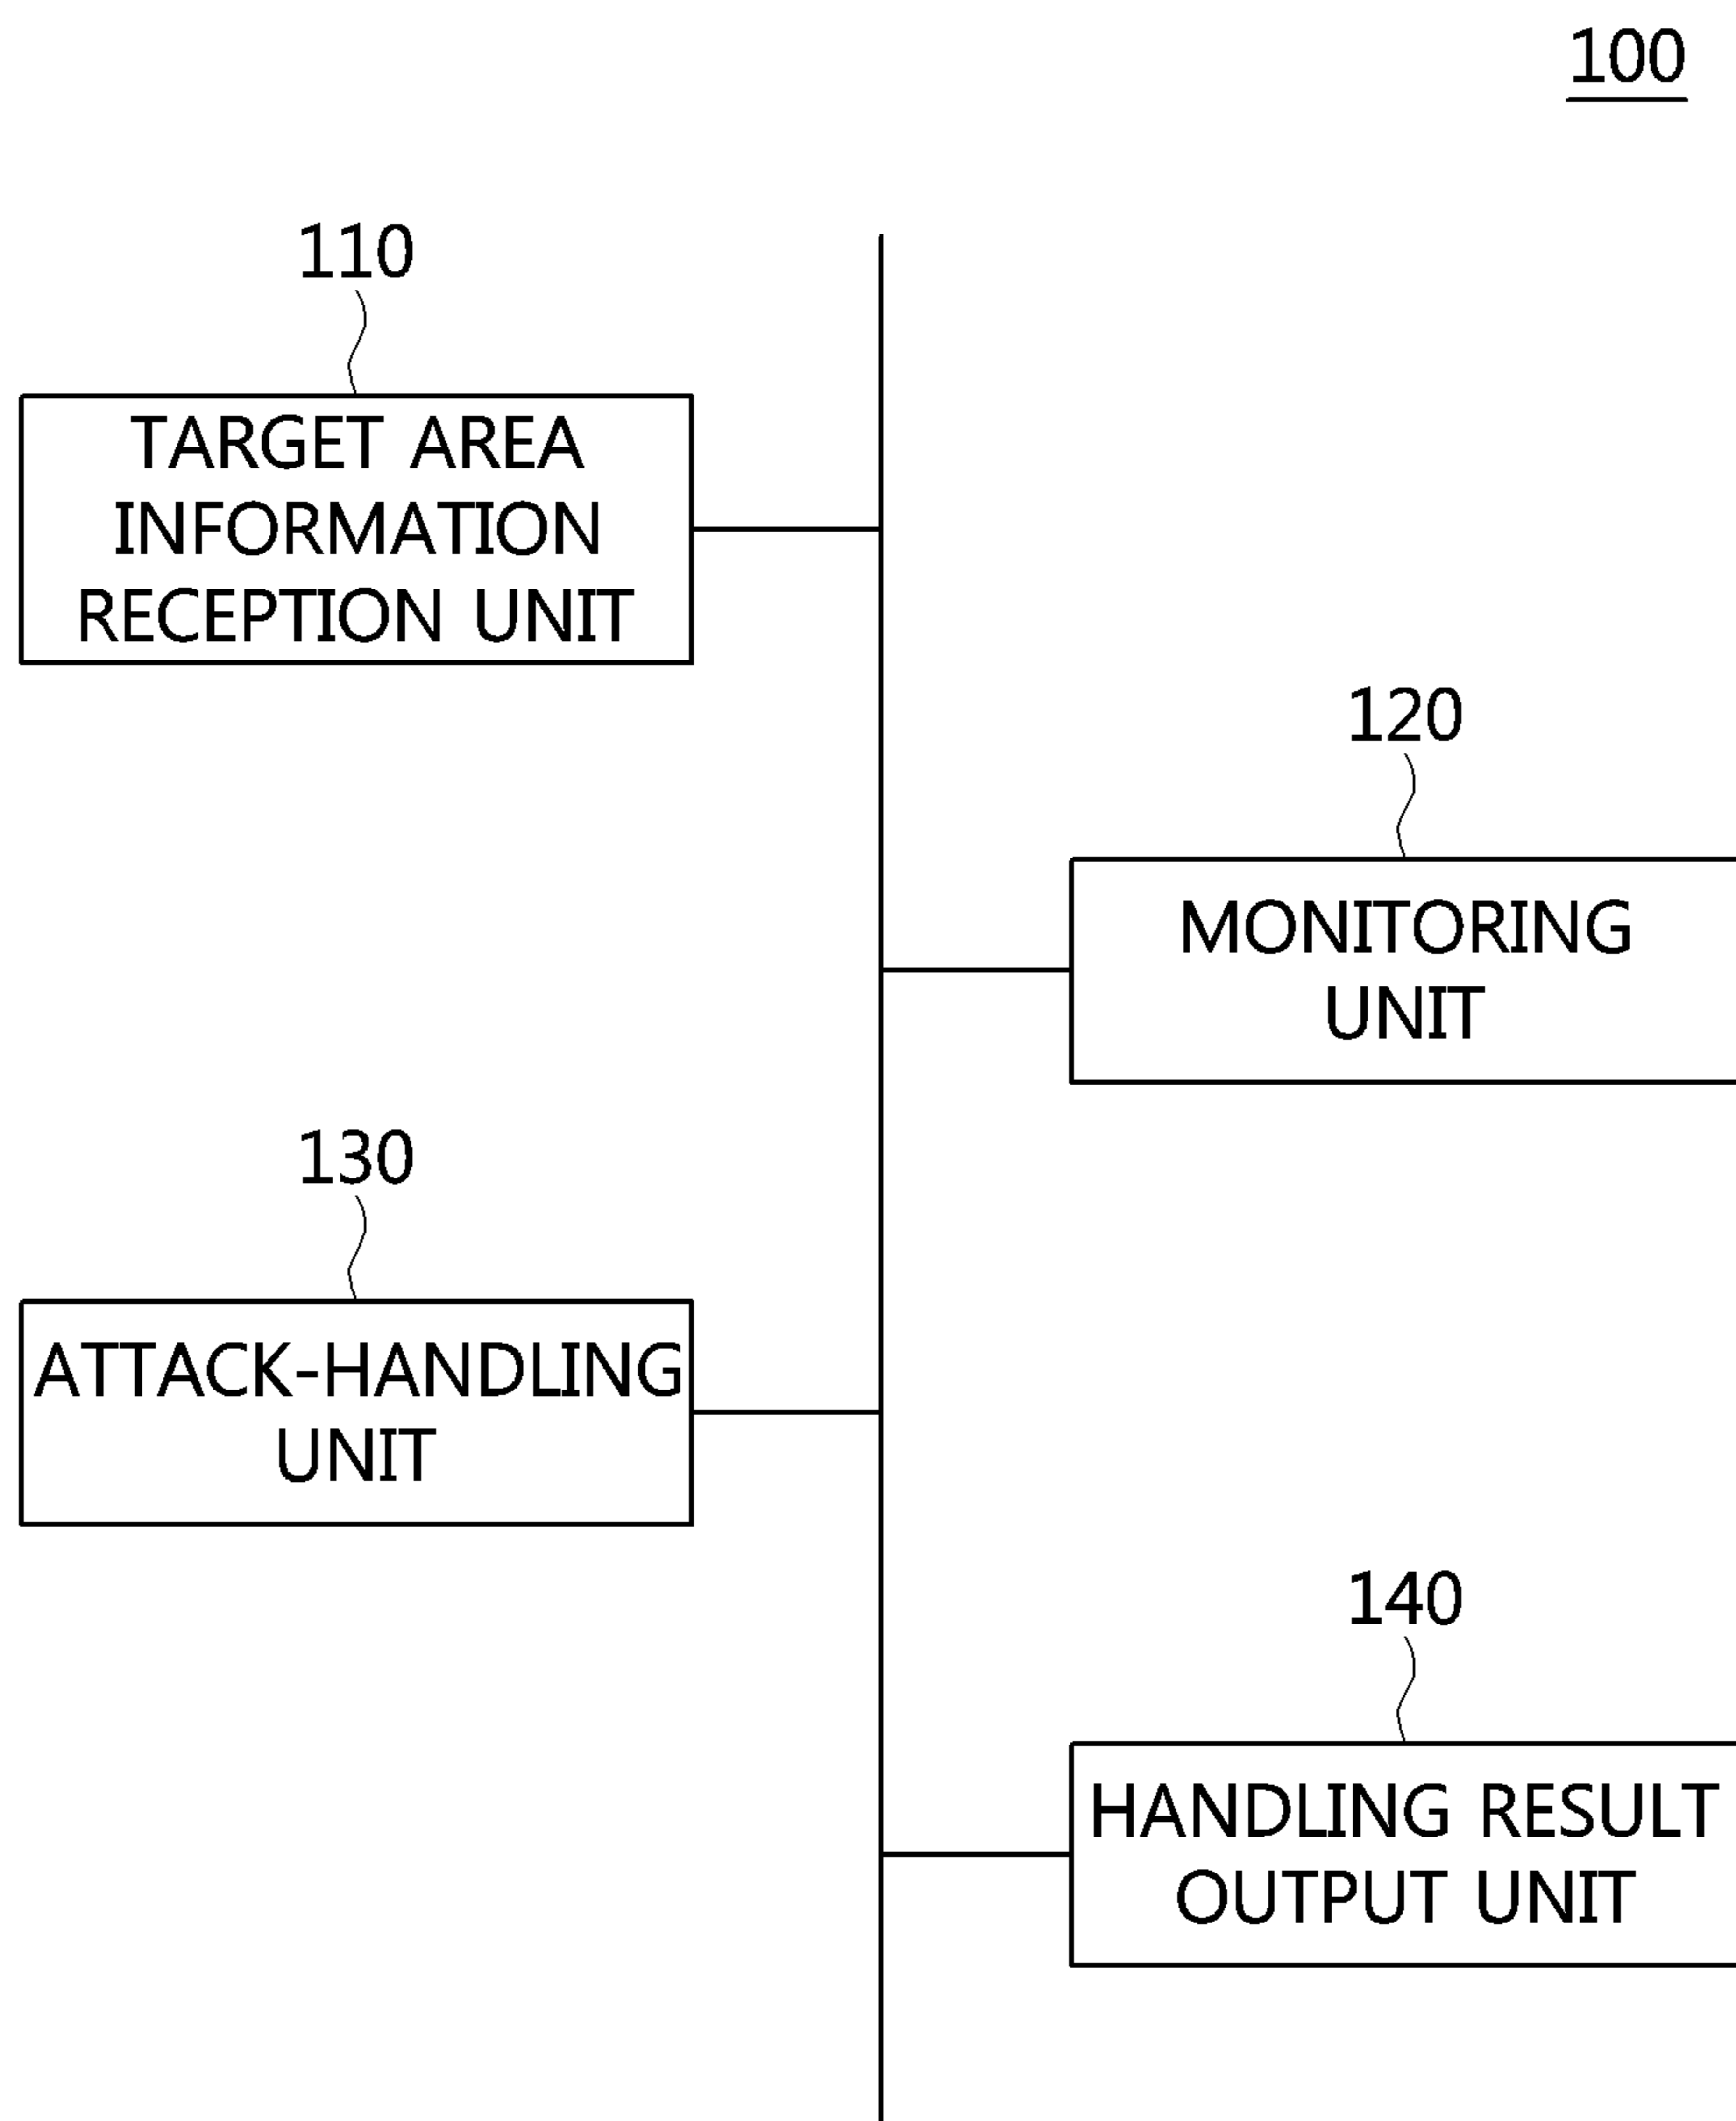 100
110
TARGET AREA
INFORMATION
RECEPTION UNIT
120
MONITORING
UNIT
130
ATTACK-HANDLING
UNIT
140
HANDLING RESULT
OUTPUT UNIT